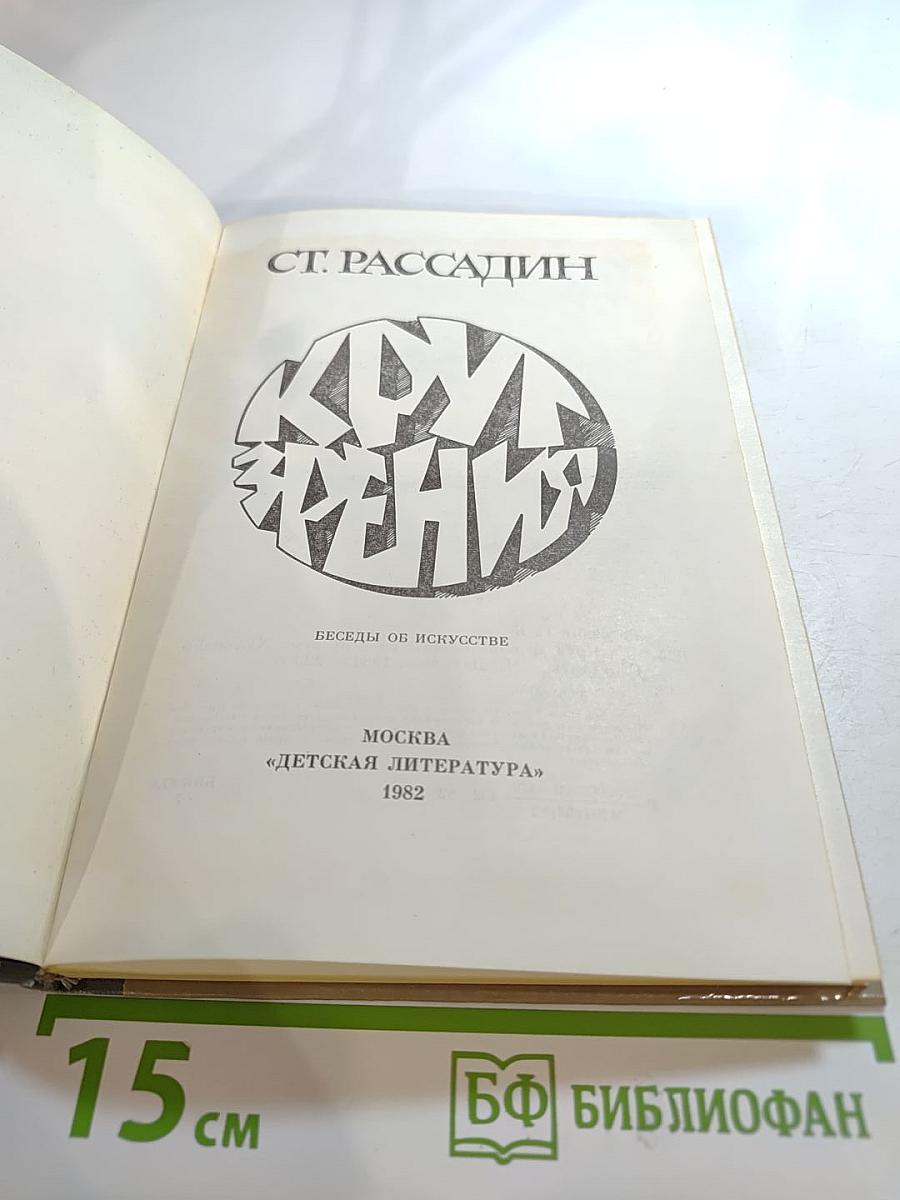 СТ. РАССАДИН
КРУГ
ЗРЕНИЯ
БЕСЕДЫ ОБ ИСКУССТВЕ
МОСКВА
«ДЕТСКАЯ ЛИТЕРАТУРА»
1982
15 см
БФ БИБЛИОФАН